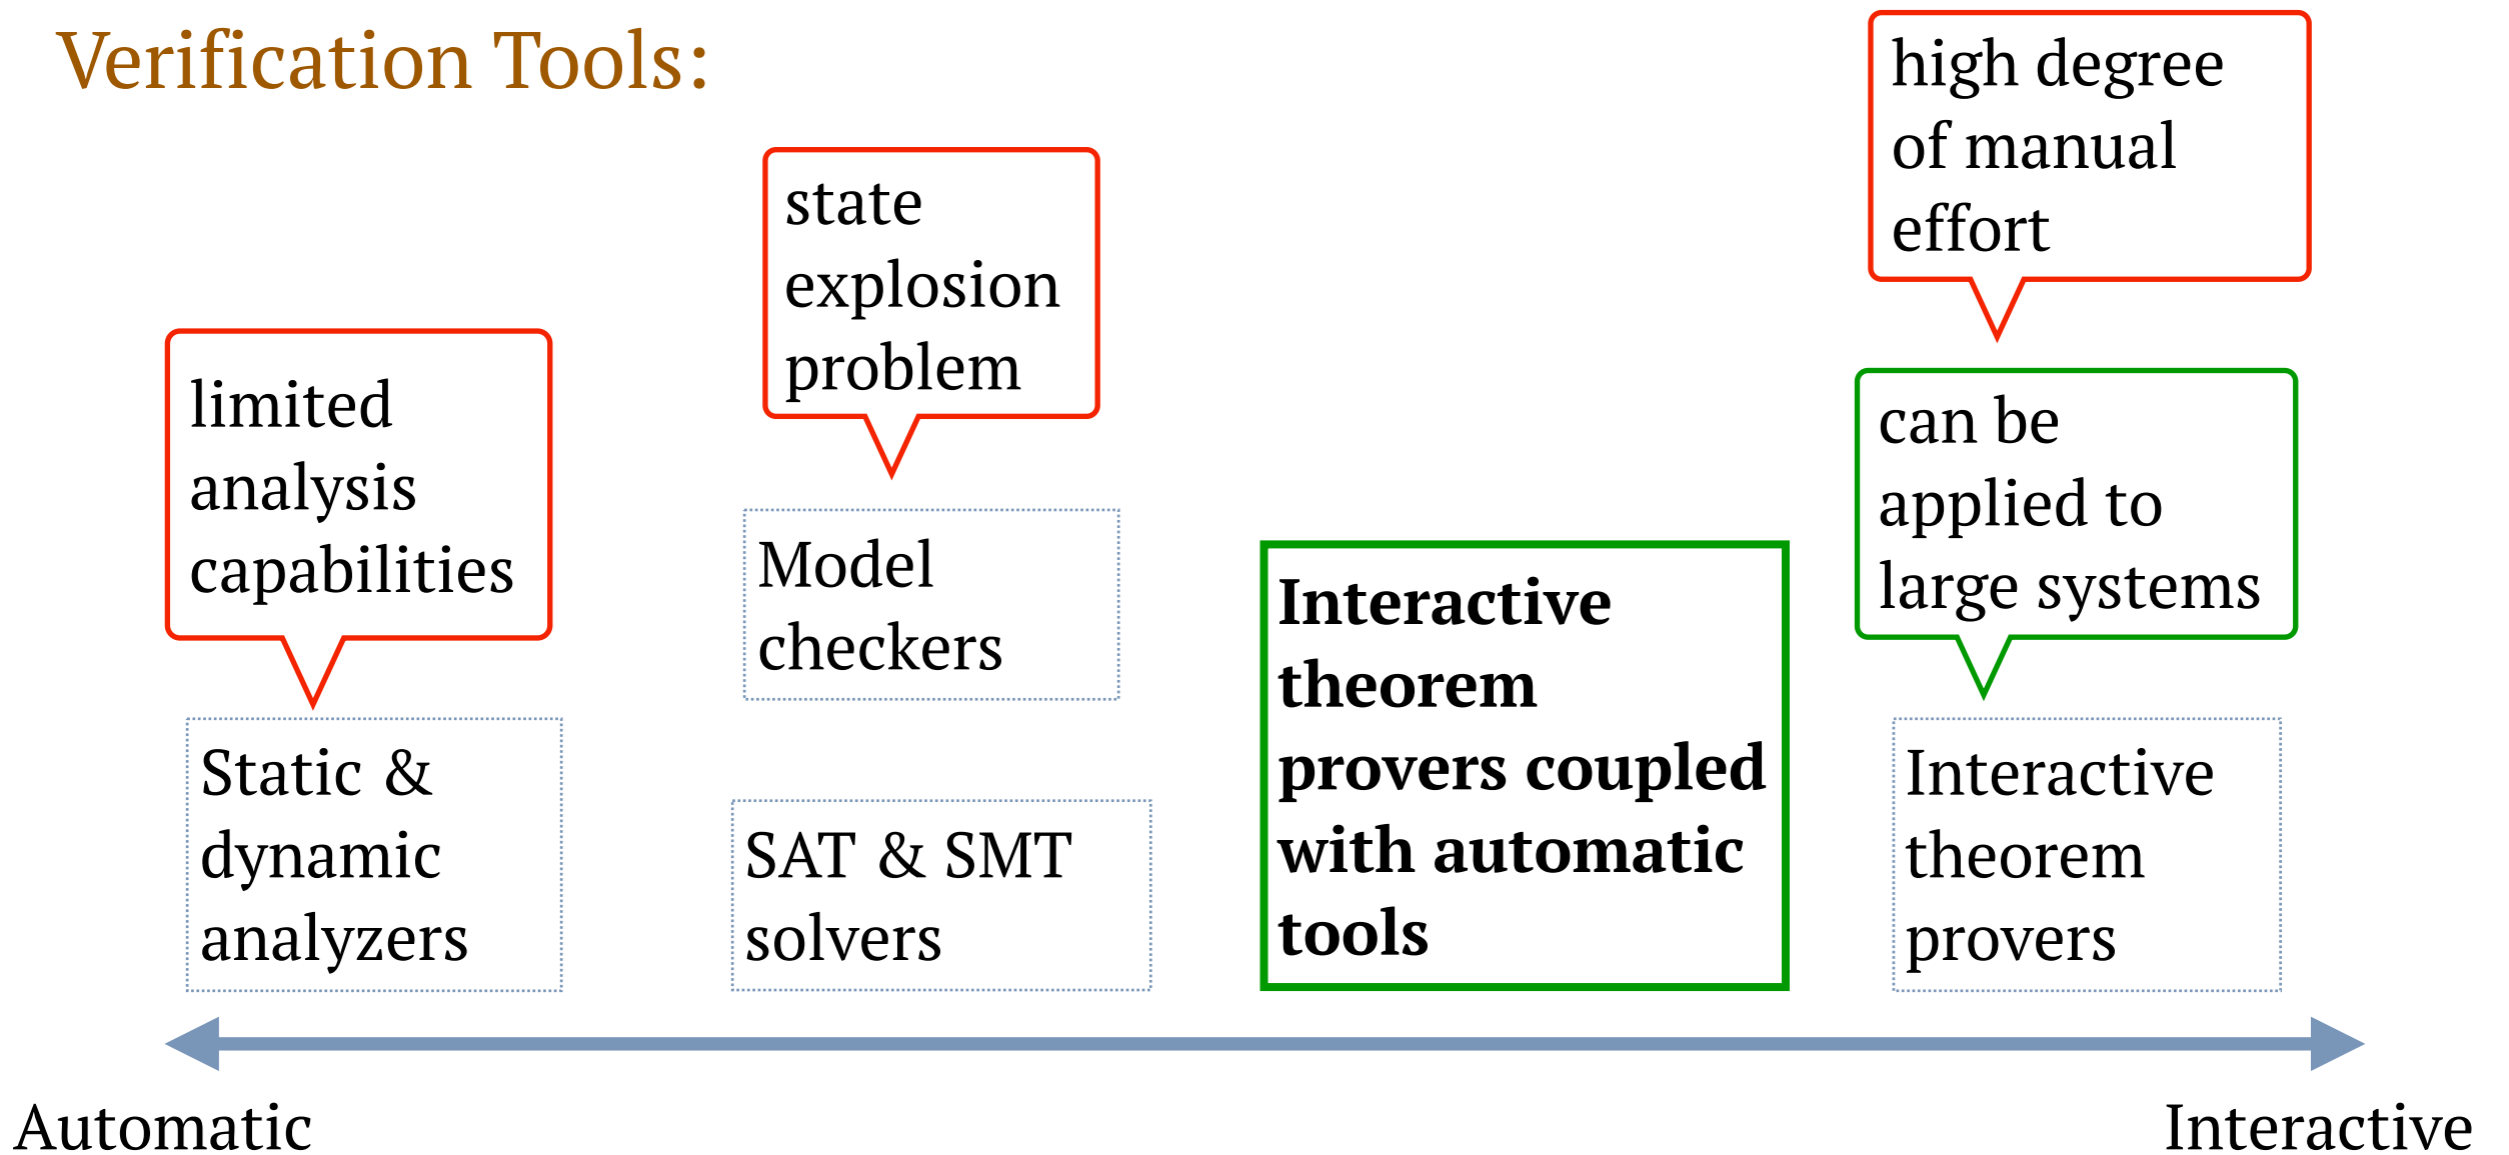 Verification Tools:
limited
analysis
capabilities
Static &
dynamic
analyzers
state
explosion
problem
Model
checkers
SAT & SMT
solvers
Interactive
theorem
provers coupled
with automatic
tools
high degree
of manual
effort
can be
applied to
large systems
Interactive
theorem
provers
Automatic
Interactive